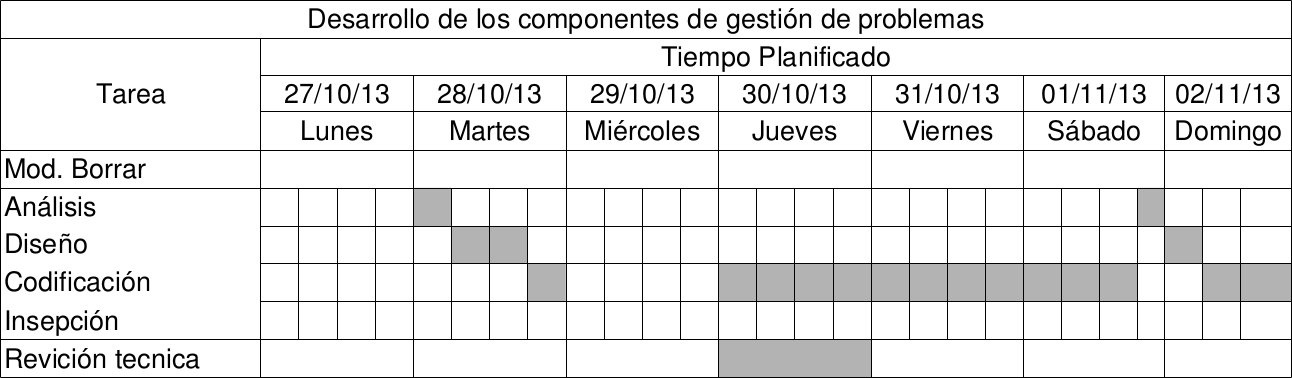 Desarrollo de los componentes de gestión de problemas
Tarea
Tiempo Planificado
27/10/13 28/10/13 29/10/13 30/10/13 31/10/13 01/11/13 02/11/13
Lunes Martes Miércoles Jueves Viernes Sábado Domingo
Mod. Borrar
Análisis
Diseño
Codificación
Insepción
Revición tecnica